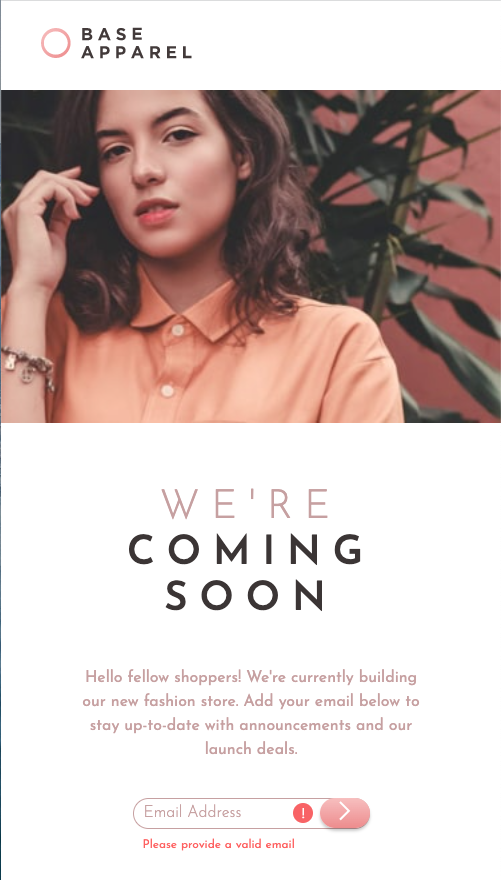 BASE
APPAREL
WE'RE
COMING
SOON
Hello fellow shoppers! We're currently building
our new fashion store. Add your email below to
stay up-to-date with announcements and our
launch deals.
Email Address !
Please provide a valid email